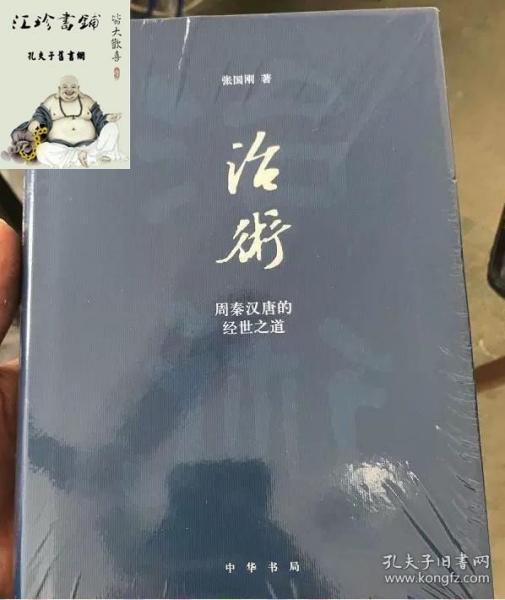 江珍書鋪
皆大歡喜
孔夫子舊書網
张国刚 著
治術
周秦汉唐的
经世之道
中华书局
孔夫子旧书网
www.kongfz.com